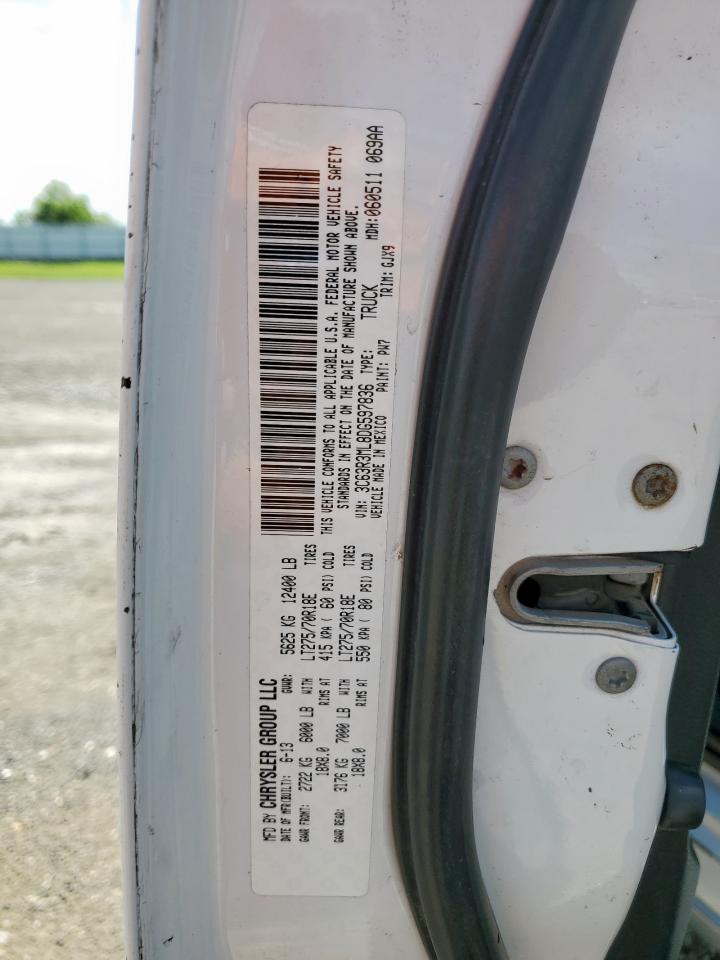 MFD BY CHRYSLER GROUP LLC
DATE OF MFR(BUILT): 6-13 GVWR: 5625 KG 12400 LB
GAWR FRONT: 2722 KG 6000 LB WITH LT275/70R18E TIRES
18X8.0 RIMS AT 415 KPA ( 60 PSI) COLD
GAWR REAR: 3176 KG 7000 LB WITH LT275/70R18E TIRES
18X8.0 RIMS AT 550 KPA ( 80 PSI) COLD
THIS VEHICLE CONFORMS TO ALL APPLICABLE U.S.A. FEDERAL MOTOR VEHICLE SAFETY
STANDARDS IN EFFECT ON THE DATE OF MANUFACTURE SHOWN ABOVE.
VIN: 3C63R3ML8DG597836 TYPE: TRUCK MDH:060511 069AA
VEHICLE MADE IN MEXICO PAINT: PW7 TRIM: GJX9